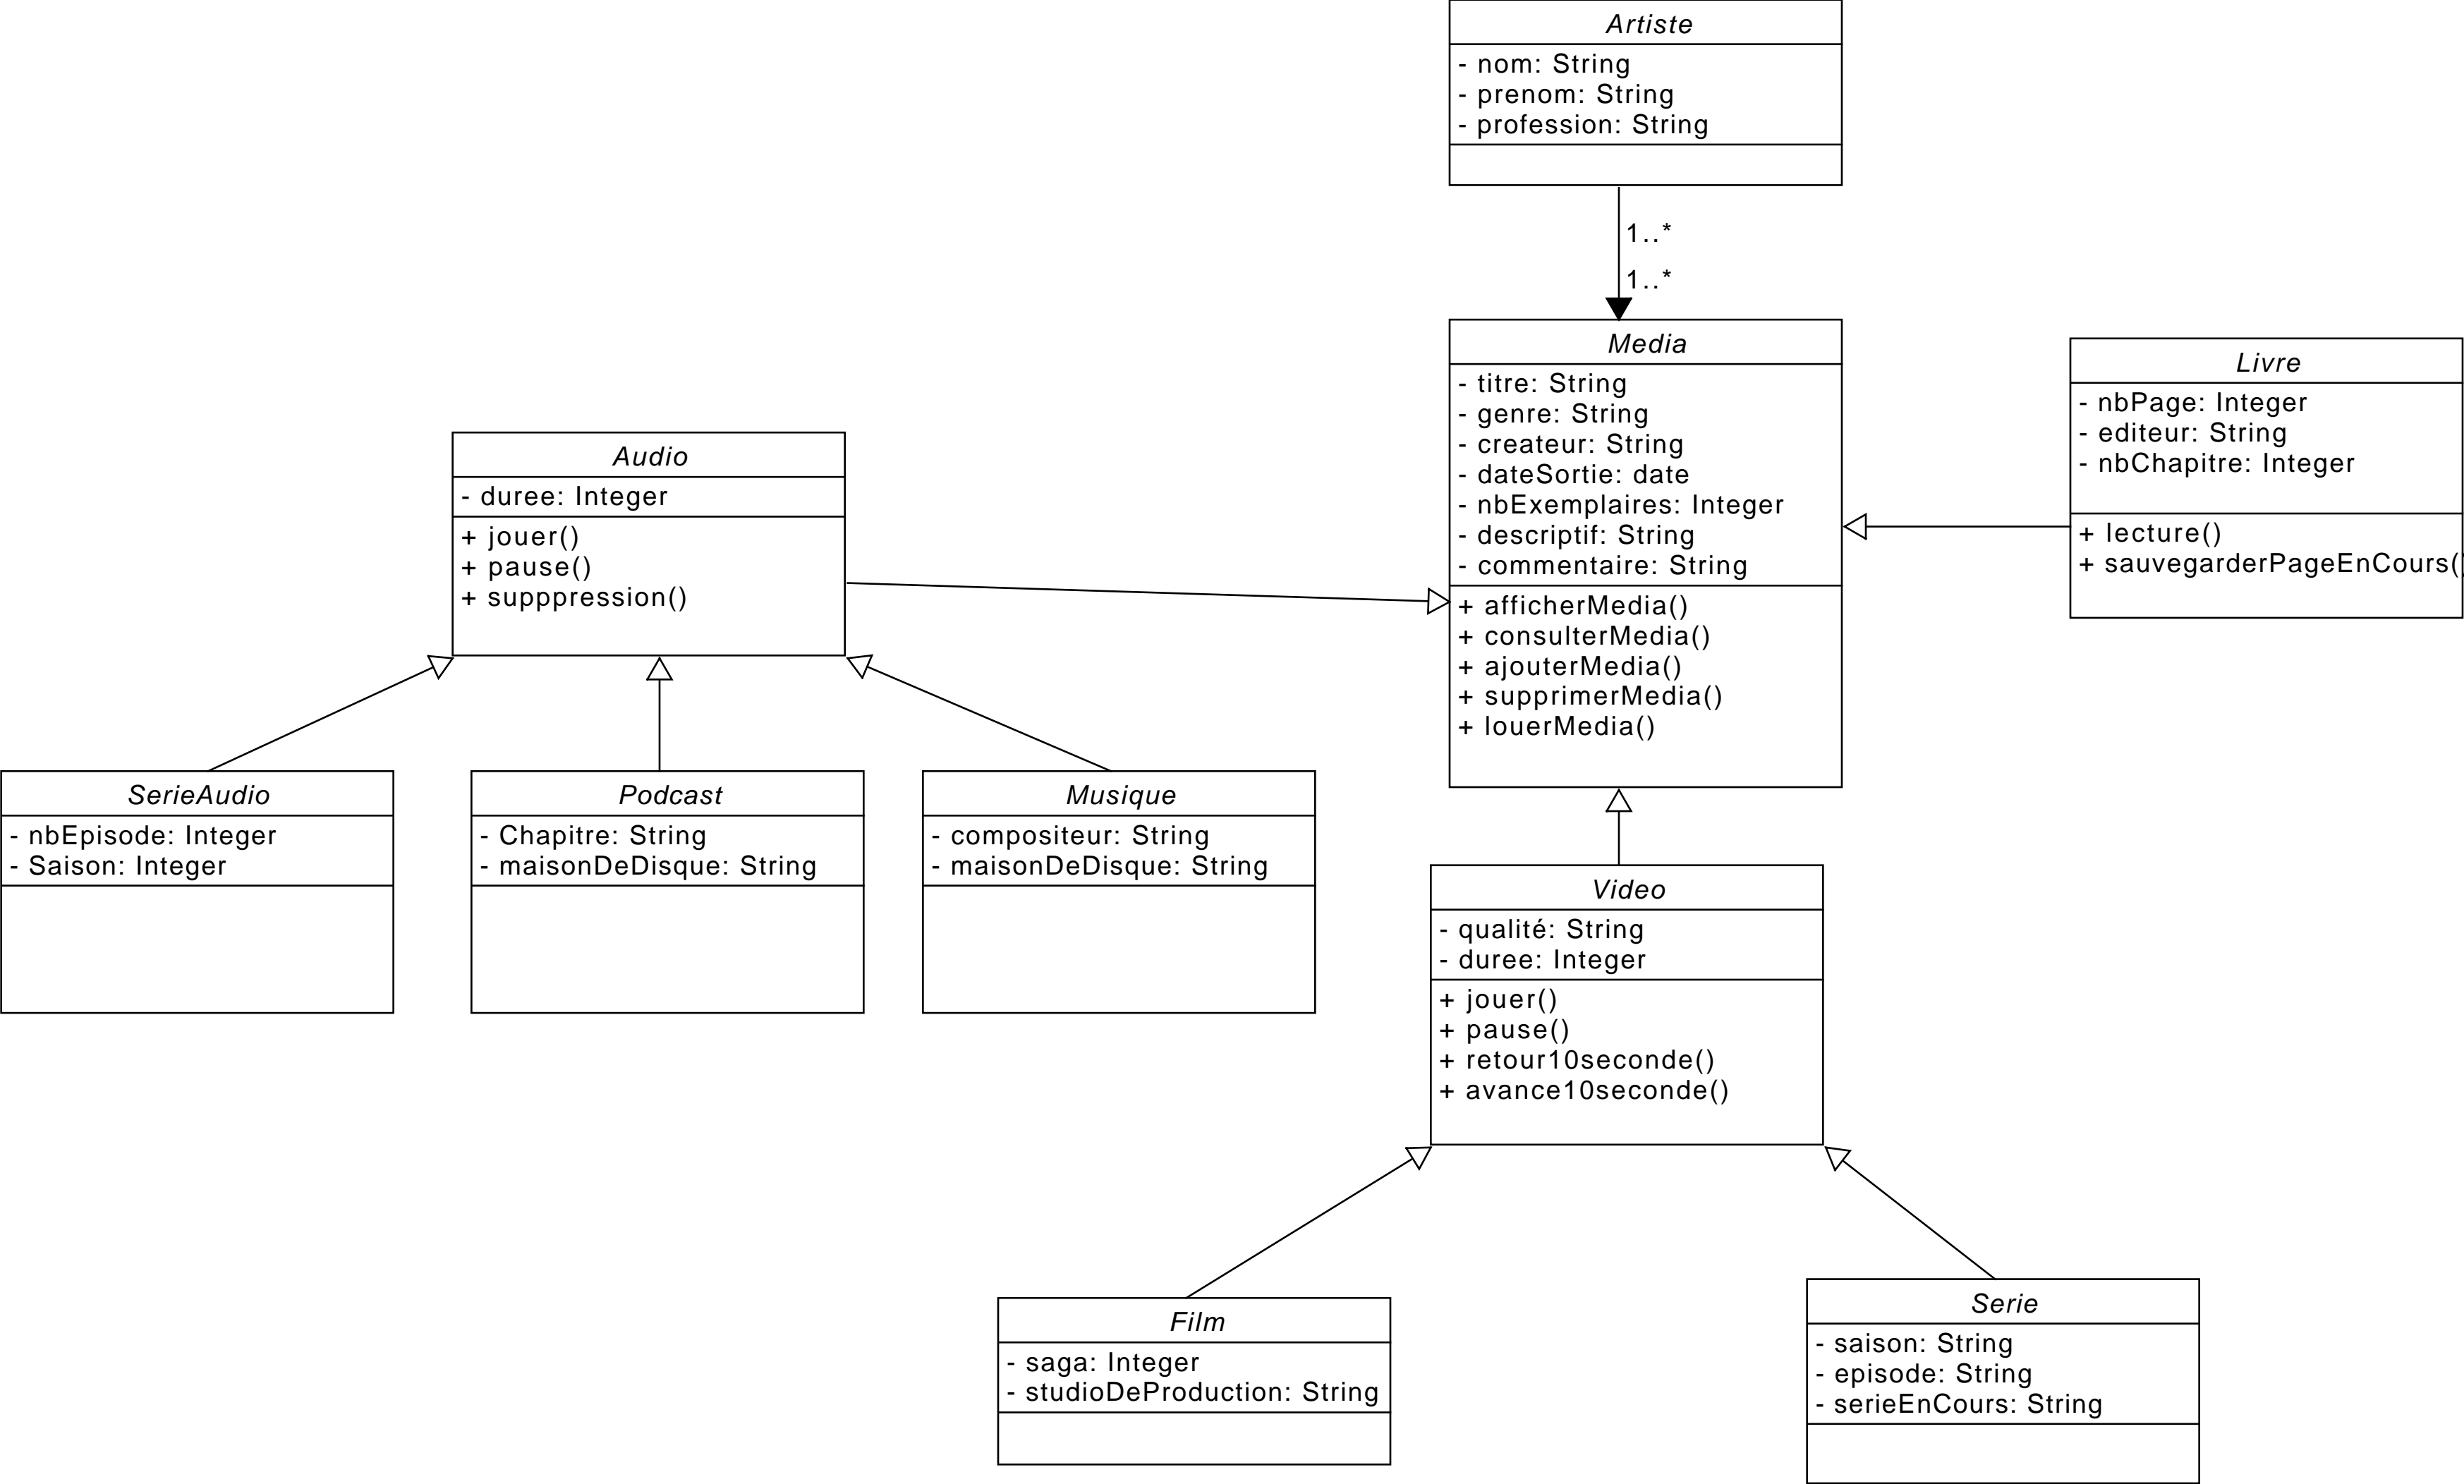 Artiste
- nom: String
- prenom: String
- profession: String
1..*
1..*
Media
- titre: String
- genre: String
- createur: String
- dateSortie: date
- nbExemplaires: Integer
- descriptif: String
- commentaire: String
+ afficherMedia()
+ consulterMedia()
+ ajouterMedia()
+ supprimerMedia()
+ louerMedia()
Livre
- nbPage: Integer
- editeur: String
- nbChapitre: Integer
+ lecture()
+ sauvegarderPageEnCours()
Audio
- duree: Integer
+ jouer()
+ pause()
+ supppression()
SerieAudio
- nbEpisode: Integer
- Saison: Integer
Podcast
- Chapitre: String
- maisonDeDisque: String
Musique
- compositeur: String
- maisonDeDisque: String
Video
- qualité: String
- duree: Integer
+ jouer()
+ pause()
+ retour10seconde()
+ avance10seconde()
Film
- saga: Integer
- studioDeProduction: String
Serie
- saison: String
- episode: String
- serieEnCours: String